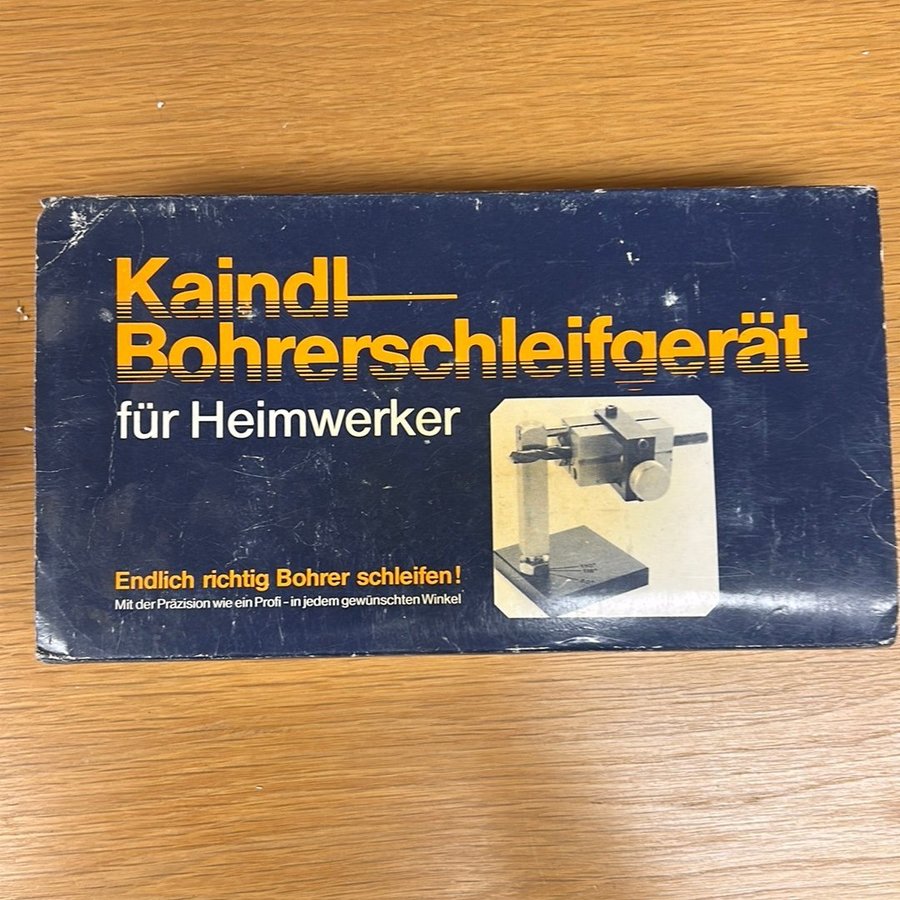 Kaindl
Bohrerschleifgerät
für Heimwerker
Endlich richtig Bohrer schleifen!
Mit der Präzision wie ein Profi – in jedem gewünschten Winkel